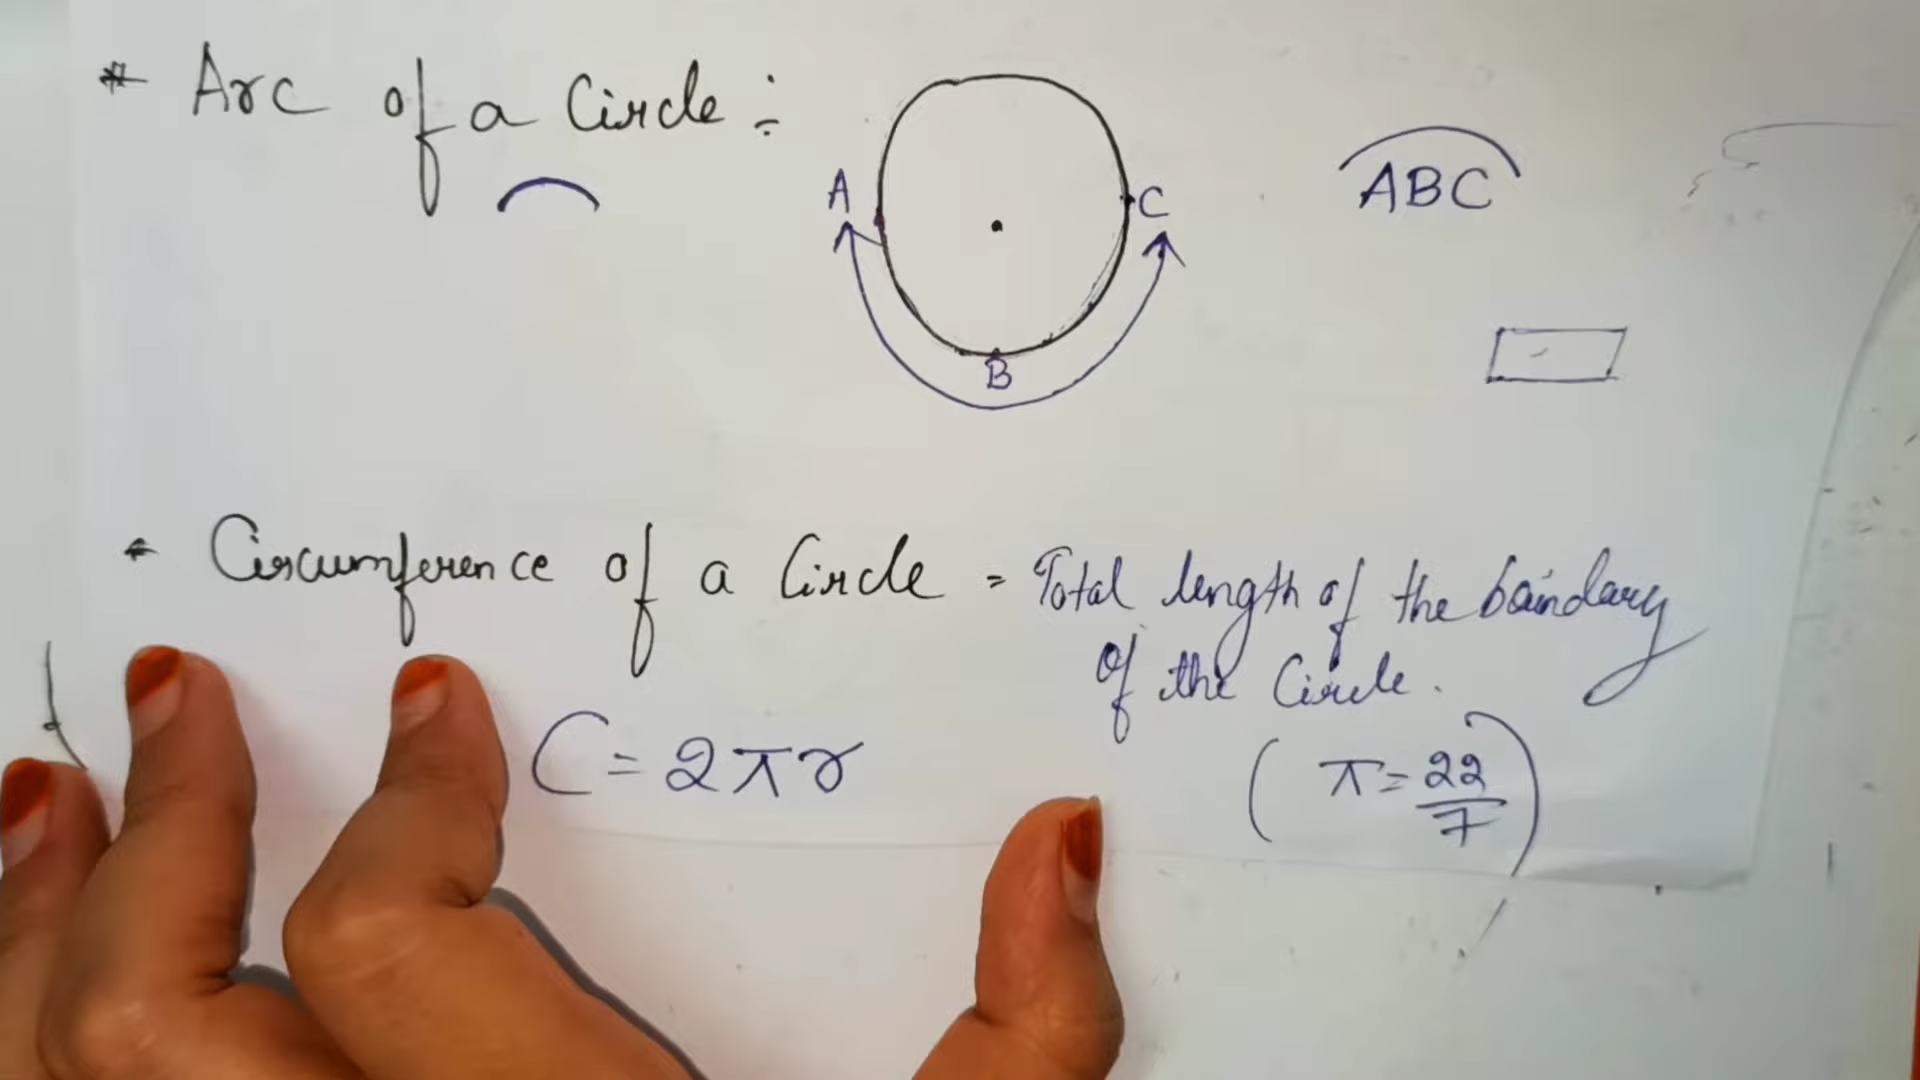 * Arc of a Circle :-
A
C
ABC
B
* Circumference of a Circle = Total length of the boundary
of the Circle.
C = 2πr
(π = 22/7)